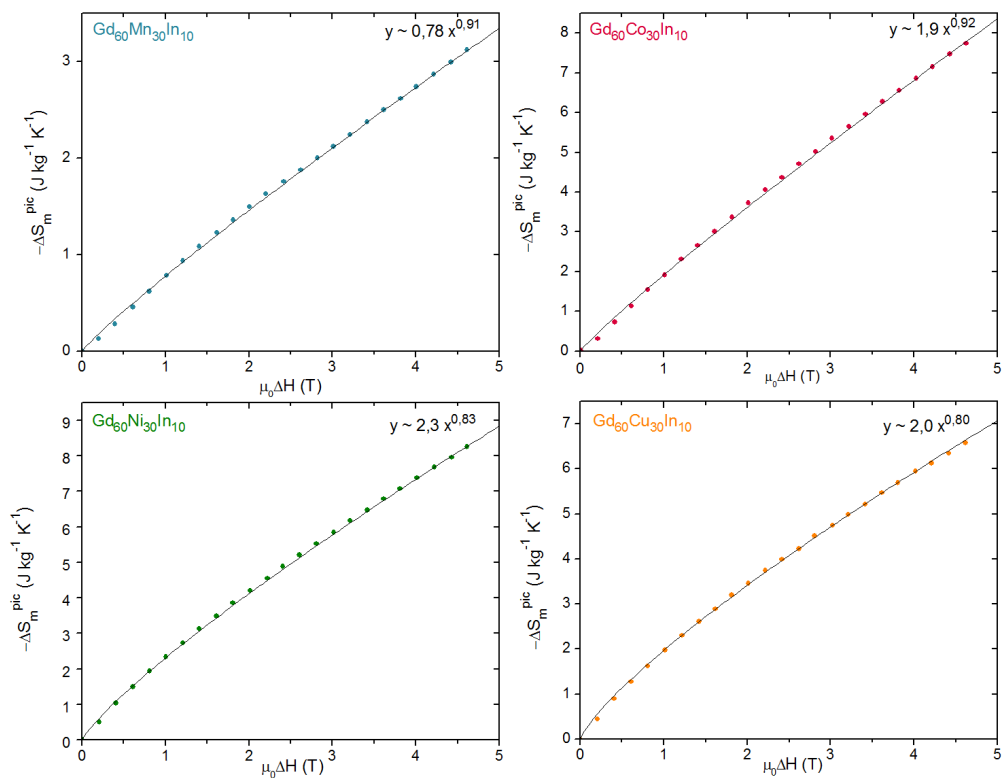 Gd60Mn30In10
y ~ 0,78 x^0,91
3
2
1
0
−ΔSm^pic (J kg^-1 K^-1)
0 1 2 3 4 5
μ0ΔH (T)
Gd60Co30In10
y ~ 1,9 x^0,92
8
7
6
5
4
3
2
1
0
−ΔSm^pic (J kg^-1 K^-1)
0 1 2 3 4 5
μ0ΔH (T)
Gd60Ni30In10
y ~ 2,3 x^0,83
9
8
7
6
5
4
3
2
1
0
−ΔSm^pic (J kg^-1 K^-1)
0 1 2 3 4 5
μ0ΔH (T)
Gd60Cu30In10
y ~ 2,0 x^0,80
7
6
5
4
3
2
1
0
−ΔSm^pic (J kg^-1 K^-1)
0 1 2 3 4 5
μ0ΔH (T)